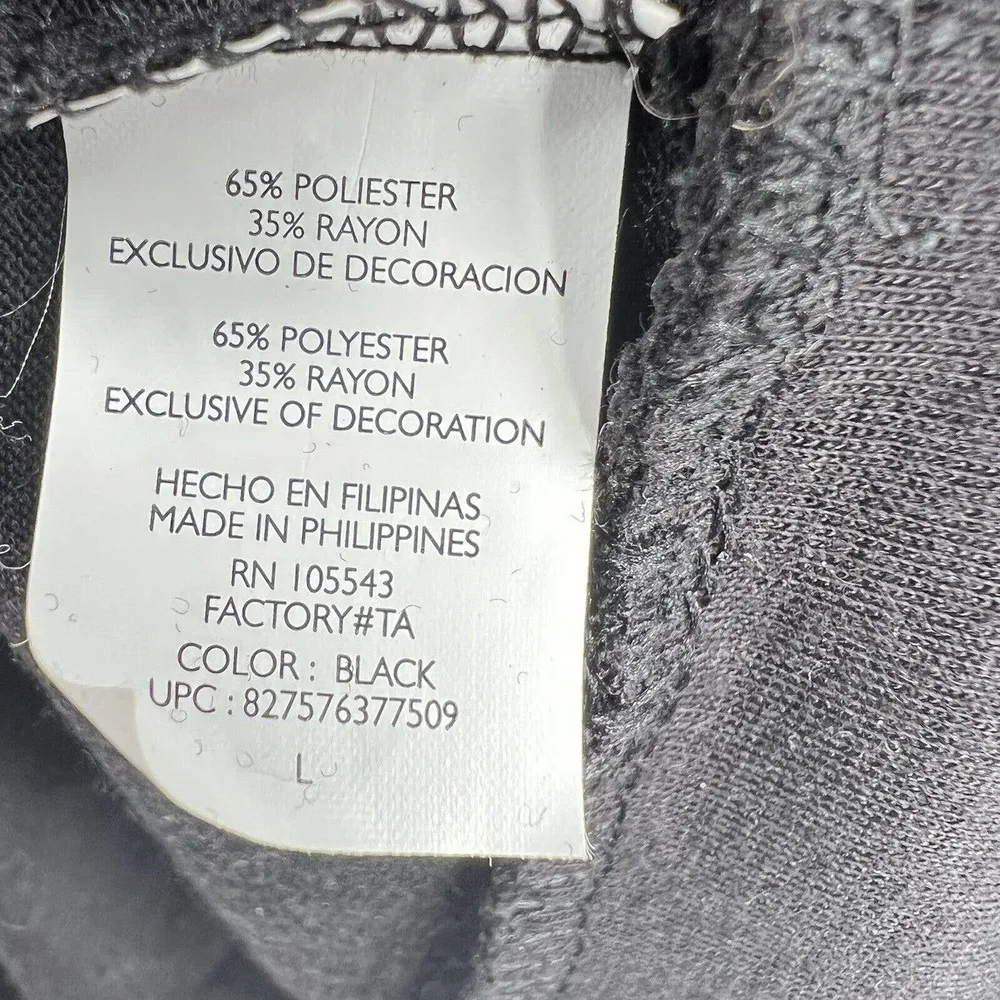 65% POLIESTER
35% RAYON
EXCLUSIVO DE DECORACION
65% POLYESTER
35% RAYON
EXCLUSIVE OF DECORATION
HECHO EN FILIPINAS
MADE IN PHILIPPINES
RN 105543
FACTORY#TA
COLOR : BLACK
UPC : 827576377509
L